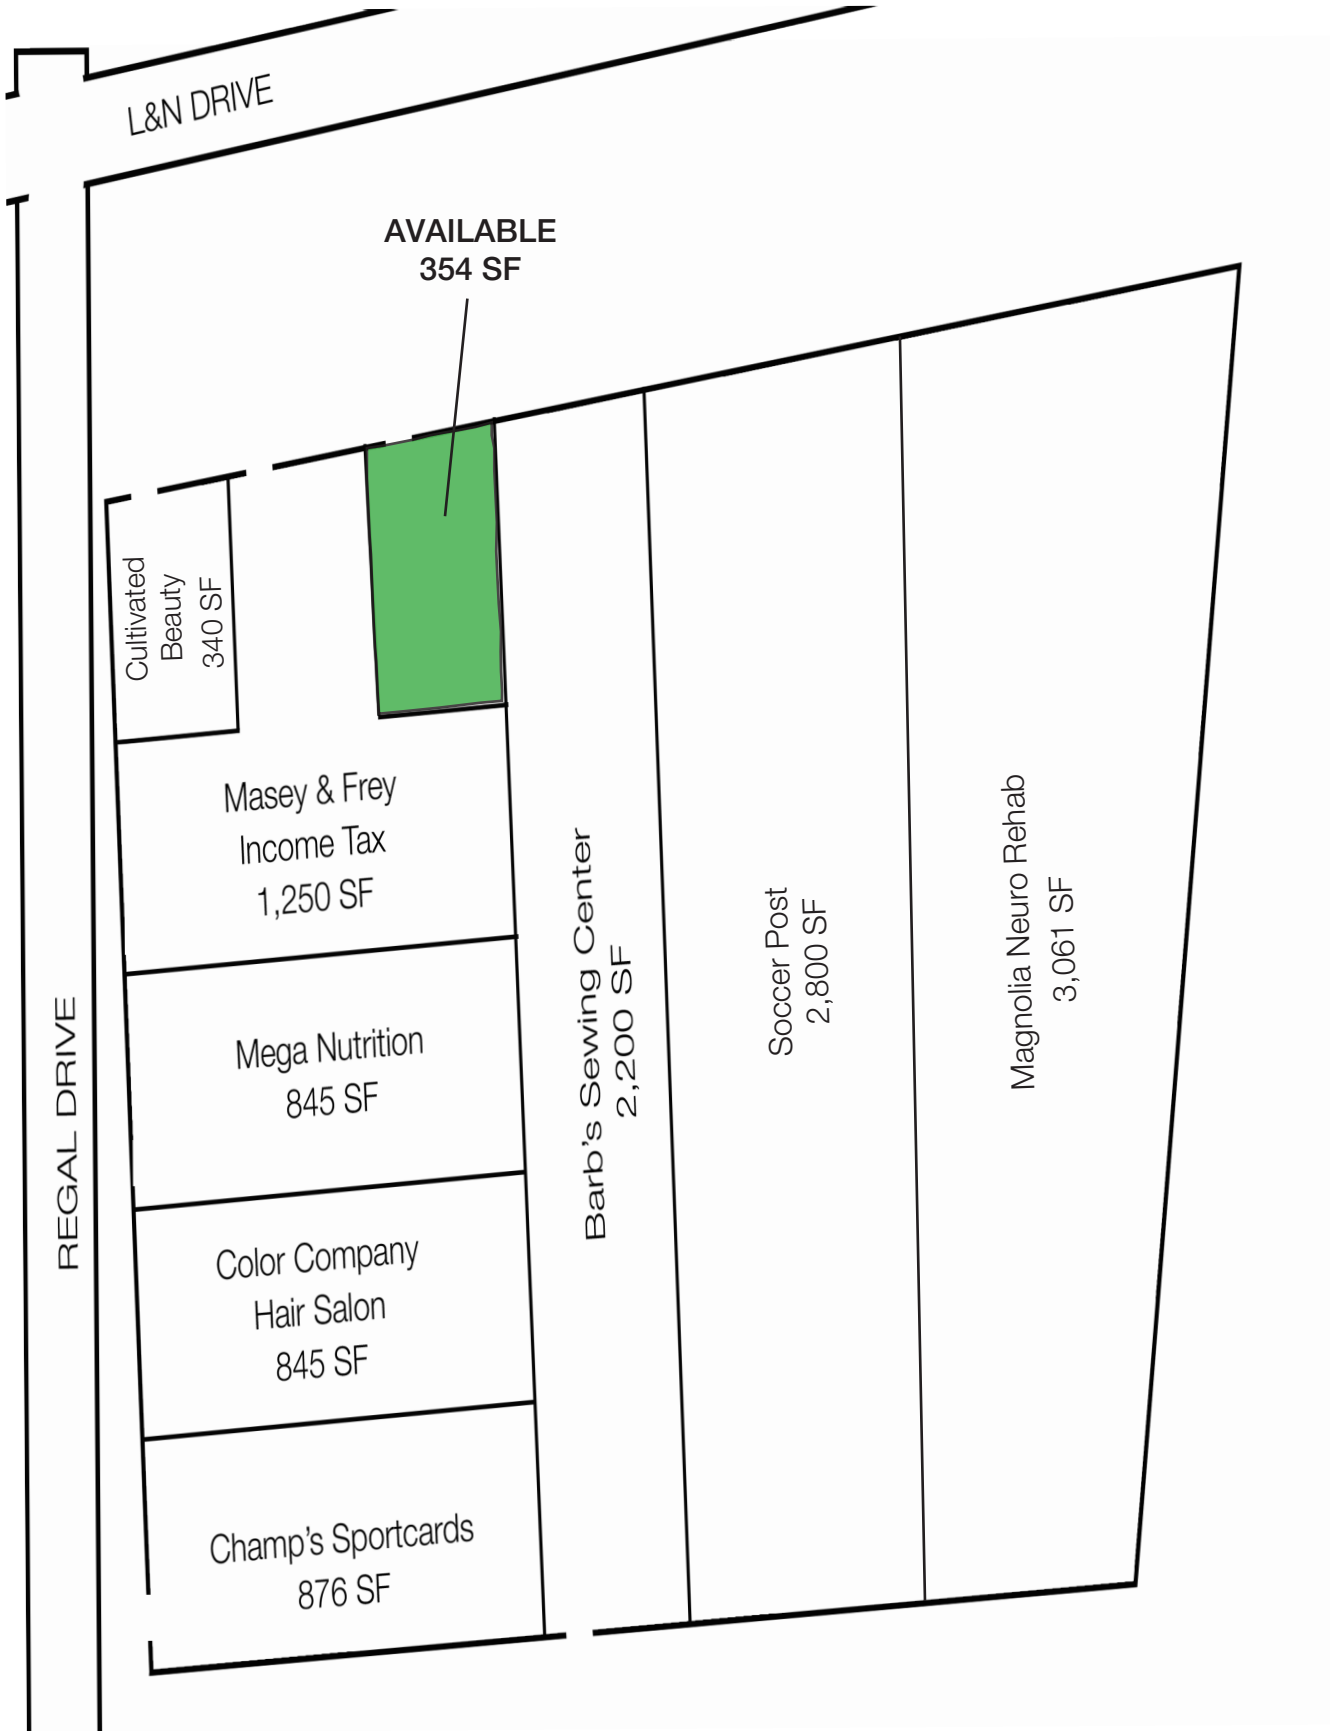 L&N DRIVE
AVAILABLE
354 SF
Cultivated
Beauty
340 SF
Masey & Frey
Income Tax
1,250 SF
Mega Nutrition
845 SF
Color Company
Hair Salon
845 SF
Champ's Sportcards
876 SF
REGAL DRIVE
Barb's Sewing Center
2,200 SF
Soccer Post
2,800 SF
Magnolia Neuro Rehab
3,061 SF